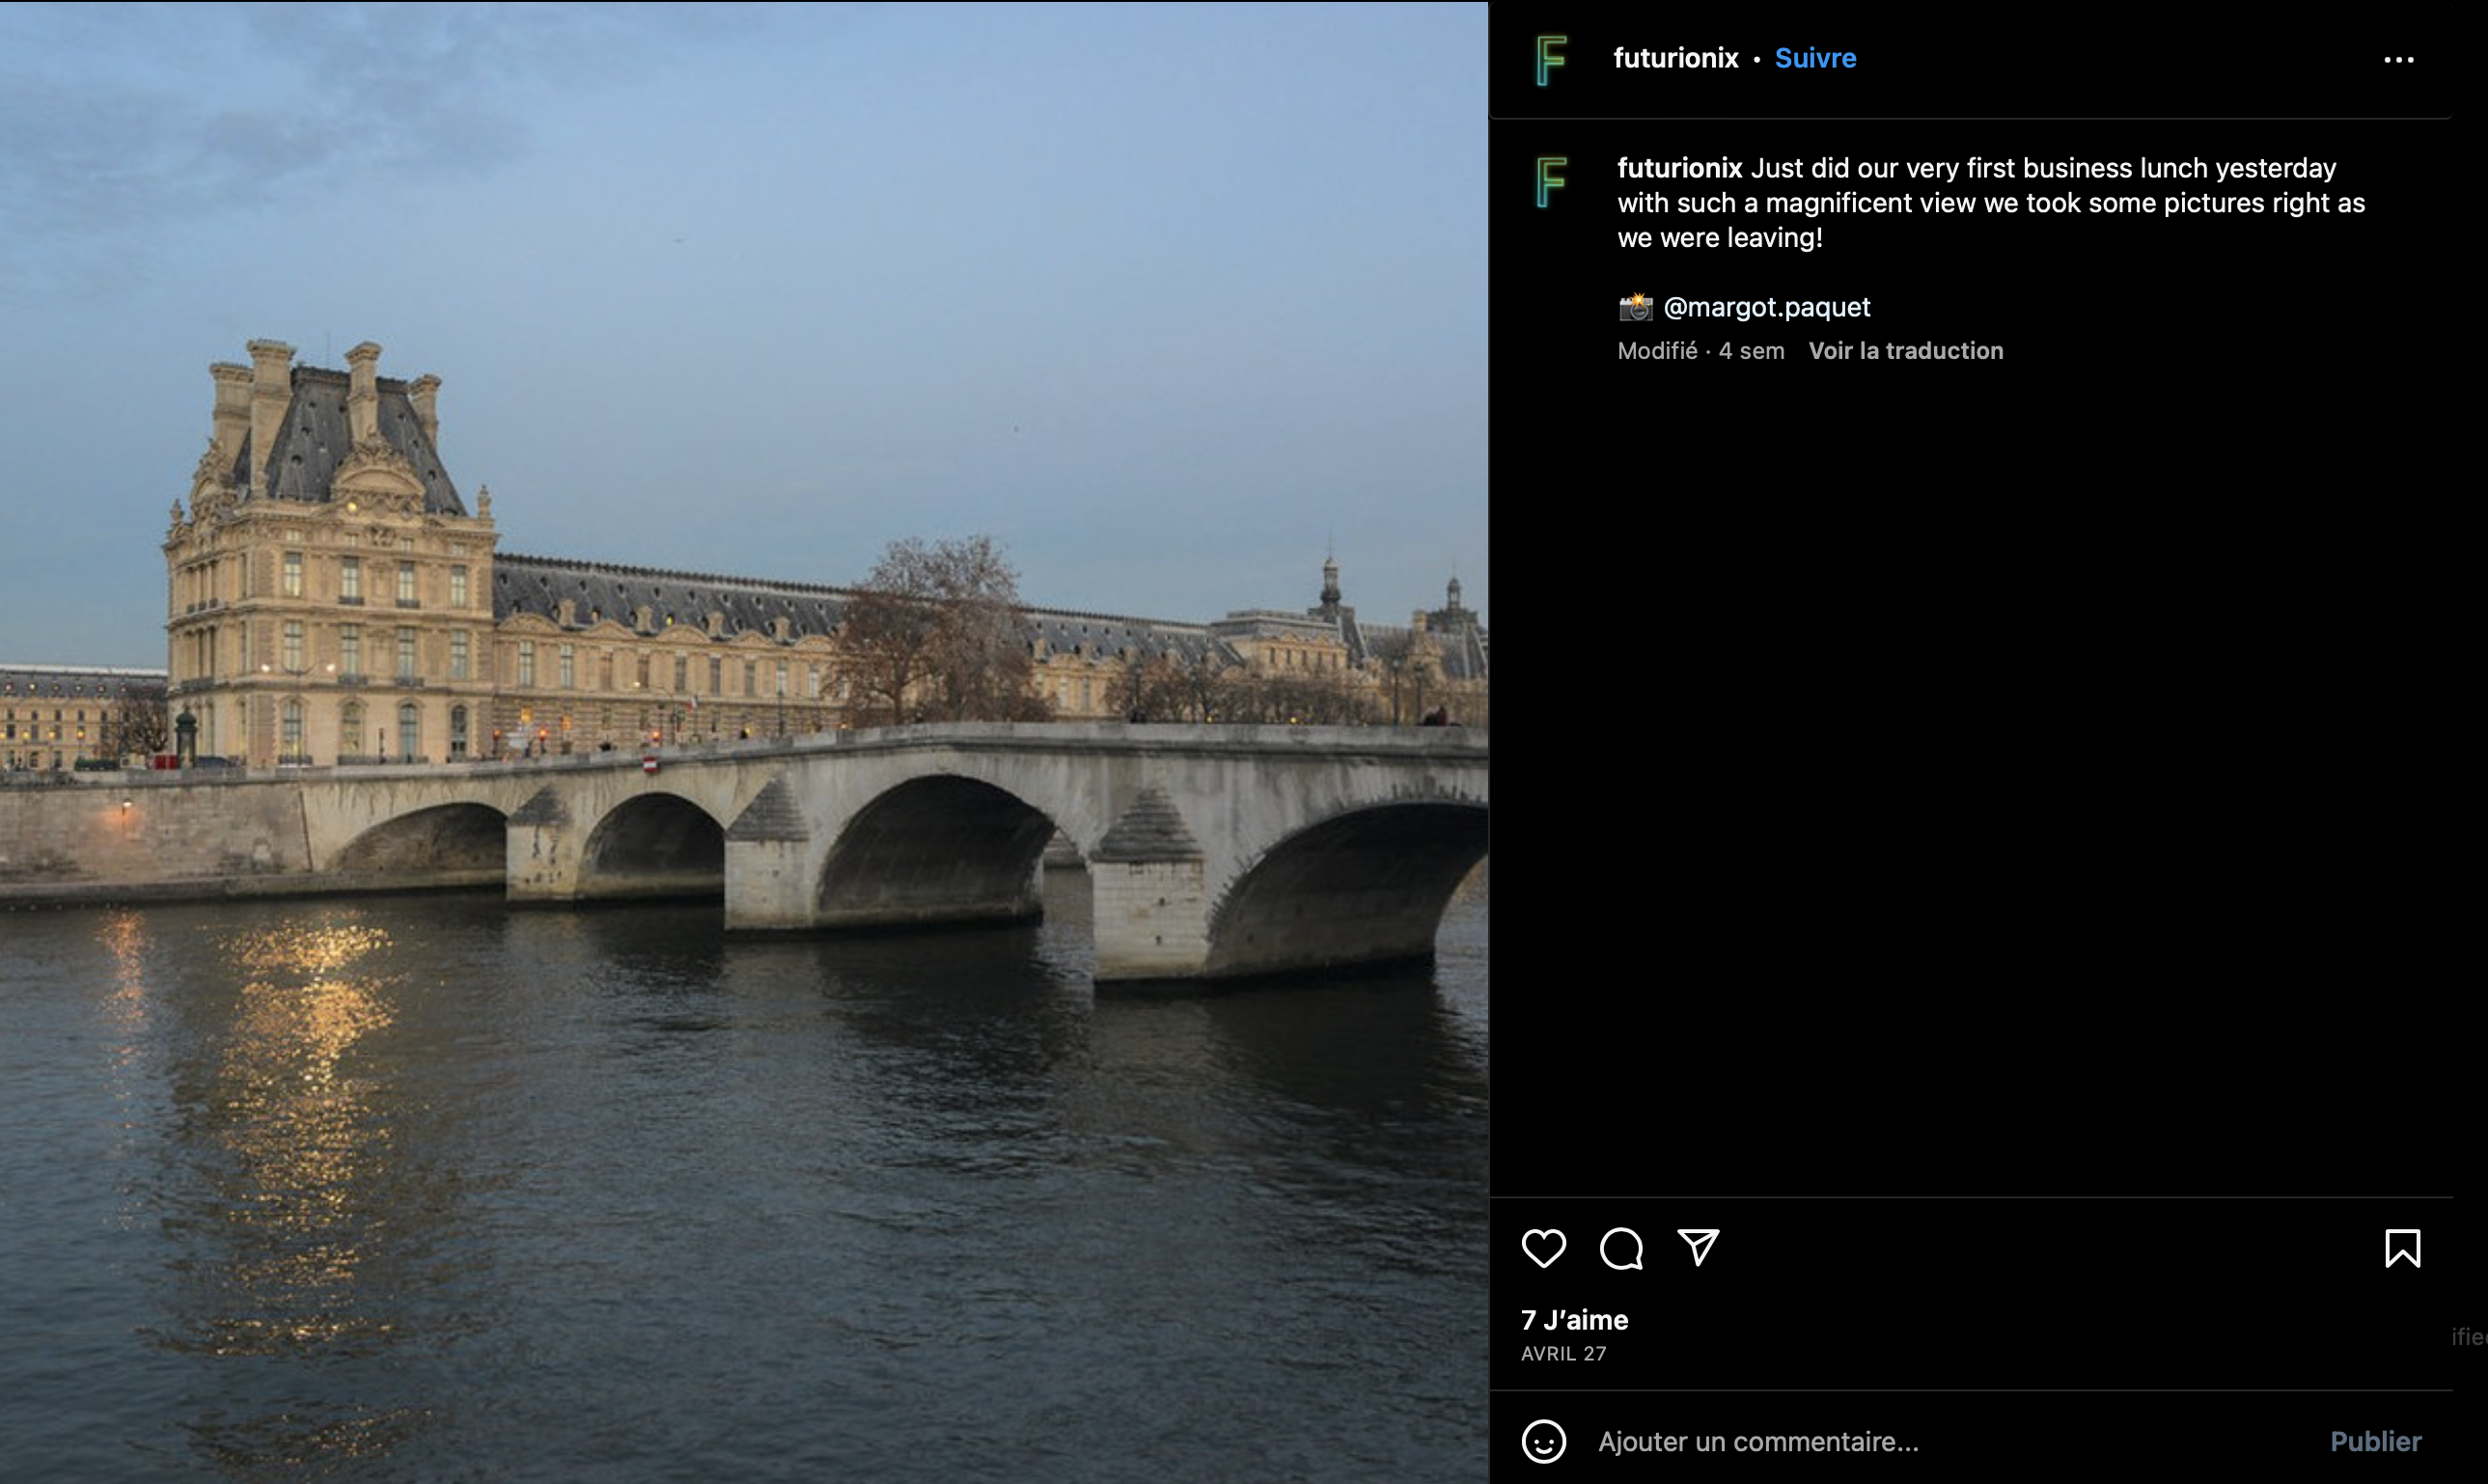 futurionix • Suivre
futurionix Just did our very first business lunch yesterday
with such a magnificent view we took some pictures right as
we were leaving!
📸 @margot.paquet
Modifié · 4 sem Voir la traduction
7 J’aime
AVRIL 27
Ajouter un commentaire...
Publier